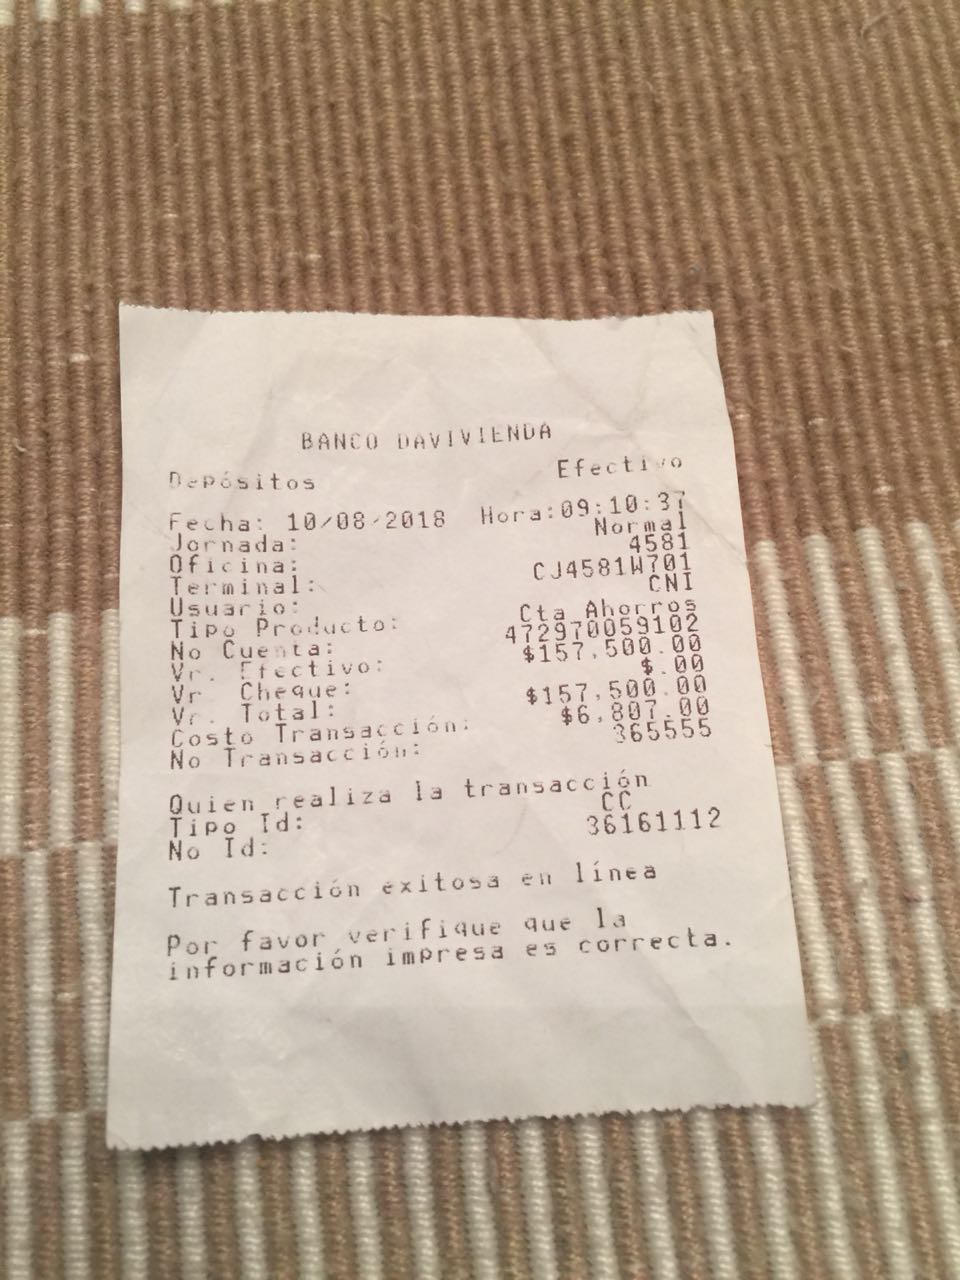 BANCO DAVIVIENDA
Depósitos Efectivo
Fecha: 10/08/2018 Hora:09:10:37
Jornada: Normal
Oficina: 4581
Terminal: CJ4581W701
Usuario: CNI
Tipo Producto: Cta Ahorros
No Cuenta: 472970059102
Vr. Efectivo: $157,500.00
Vr Cheque: $.00
Vr. Total: $157,500.00
Costo Transacción: $6,807.00
No Transacción: 365555
Quien realiza la transacción
Tipo Id: CC
No Id: 36161112
Transacción exitosa en línea
Por favor verifique que la
información impresa es correcta.